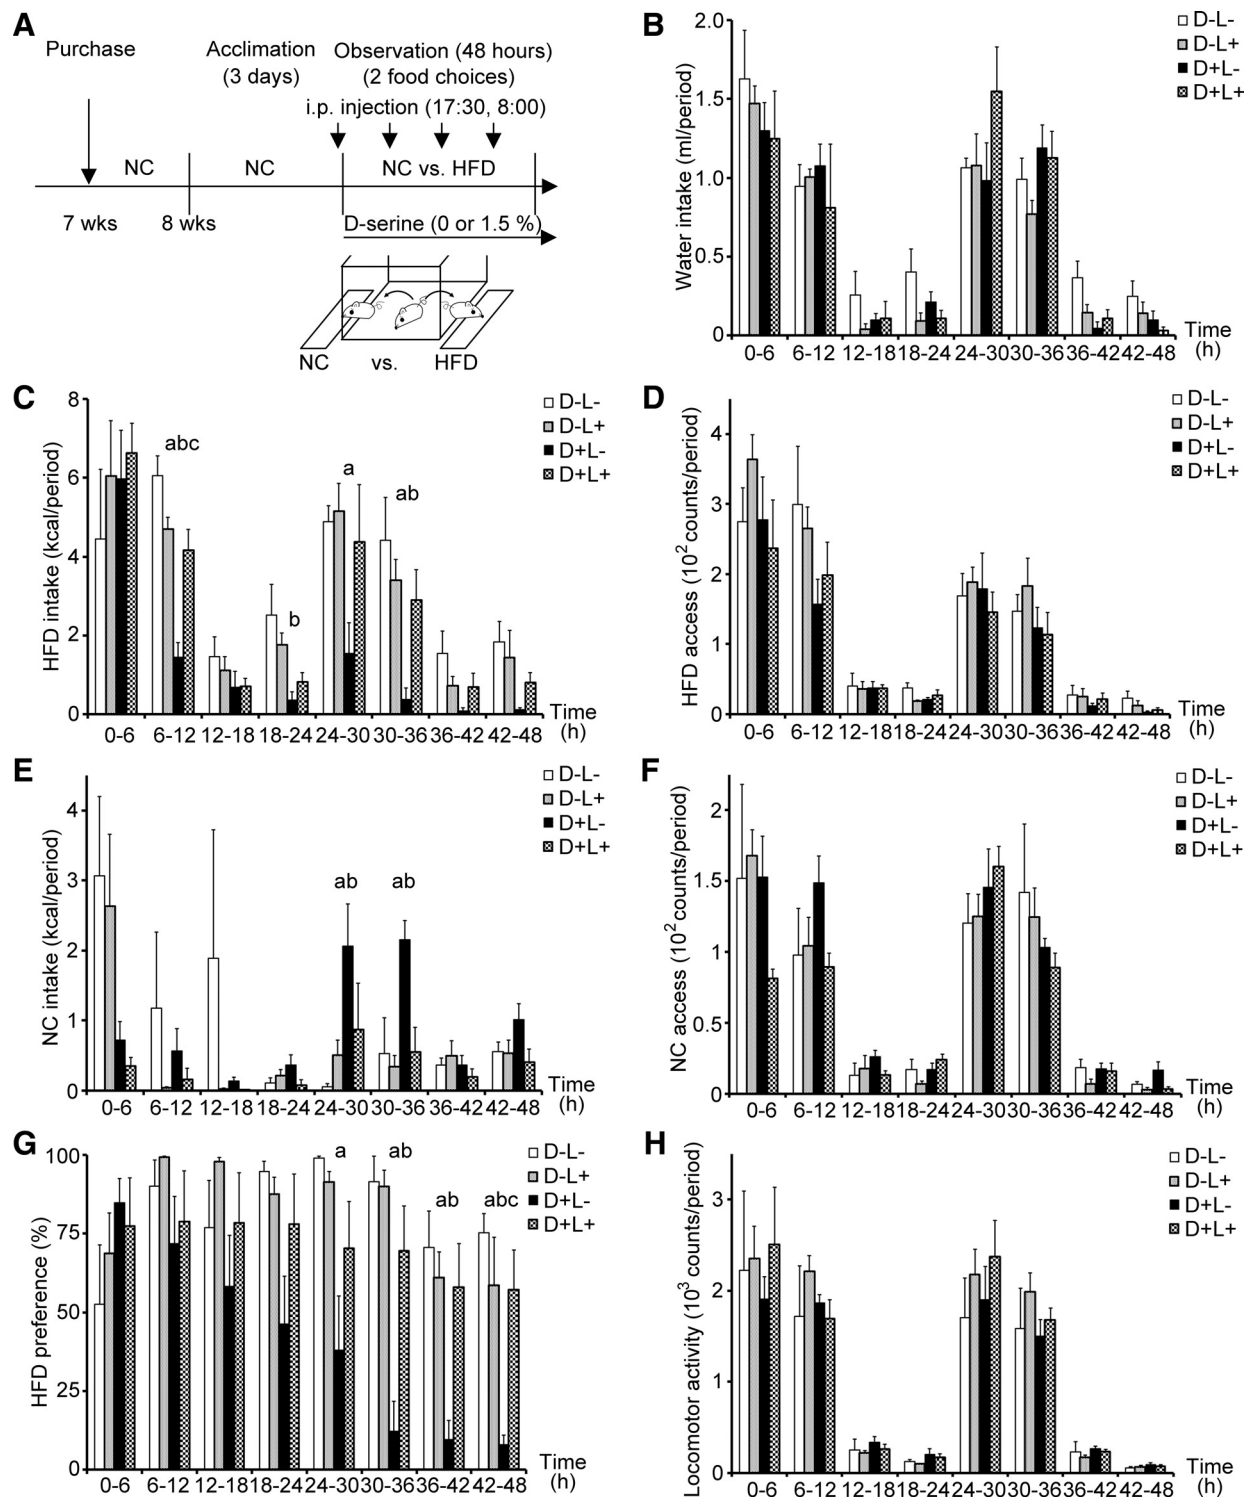 A
Purchase
Acclimation
(3 days)
Observation (48 hours)
(2 food choices)
i.p. injection (17:30, 8:00)
NC
NC
NC vs. HFD
7 wks
8 wks
D-serine (0 or 1.5 %)
NC
vs.
HFD
B
Water intake (ml/period)
2.0
1.5
1.0
0.5
0
D-L-
D-L+
D+L-
D+L+
0-6
6-12
12-18
18-24
24-30
30-36
36-42
42-48
Time
(h)
C
HFD intake (kcal/period)
8
6
4
2
0
abc
b
a
ab
D-L-
D-L+
D+L-
D+L+
0-6
6-12
12-18
18-24
24-30
30-36
36-42
42-48
Time
(h)
D
HFD access (10² counts/period)
4
3
2
1
0
D-L-
D-L+
D+L-
D+L+
0-6
6-12
12-18
18-24
24-30
30-36
36-42
42-48
Time
(h)
E
NC intake (kcal/period)
4
3
2
1
0
ab
ab
D-L-
D-L+
D+L-
D+L+
0-6
6-12
12-18
18-24
24-30
30-36
36-42
42-48
Time
(h)
F
NC access (10² counts/period)
2
1.5
1
0.5
0
D-L-
D-L+
D+L-
D+L+
0-6
6-12
12-18
18-24
24-30
30-36
36-42
42-48
Time
(h)
G
HFD preference (%)
100
75
50
25
0
a
ab
ab
abc
D-L-
D-L+
D+L-
D+L+
0-6
6-12
12-18
18-24
24-30
30-36
36-42
42-48
Time
(h)
H
Locomotor activity (10³ counts/period)
3
2
1
0
D-L-
D-L+
D+L-
D+L+
0-6
6-12
12-18
18-24
24-30
30-36
36-42
42-48
Time
(h)